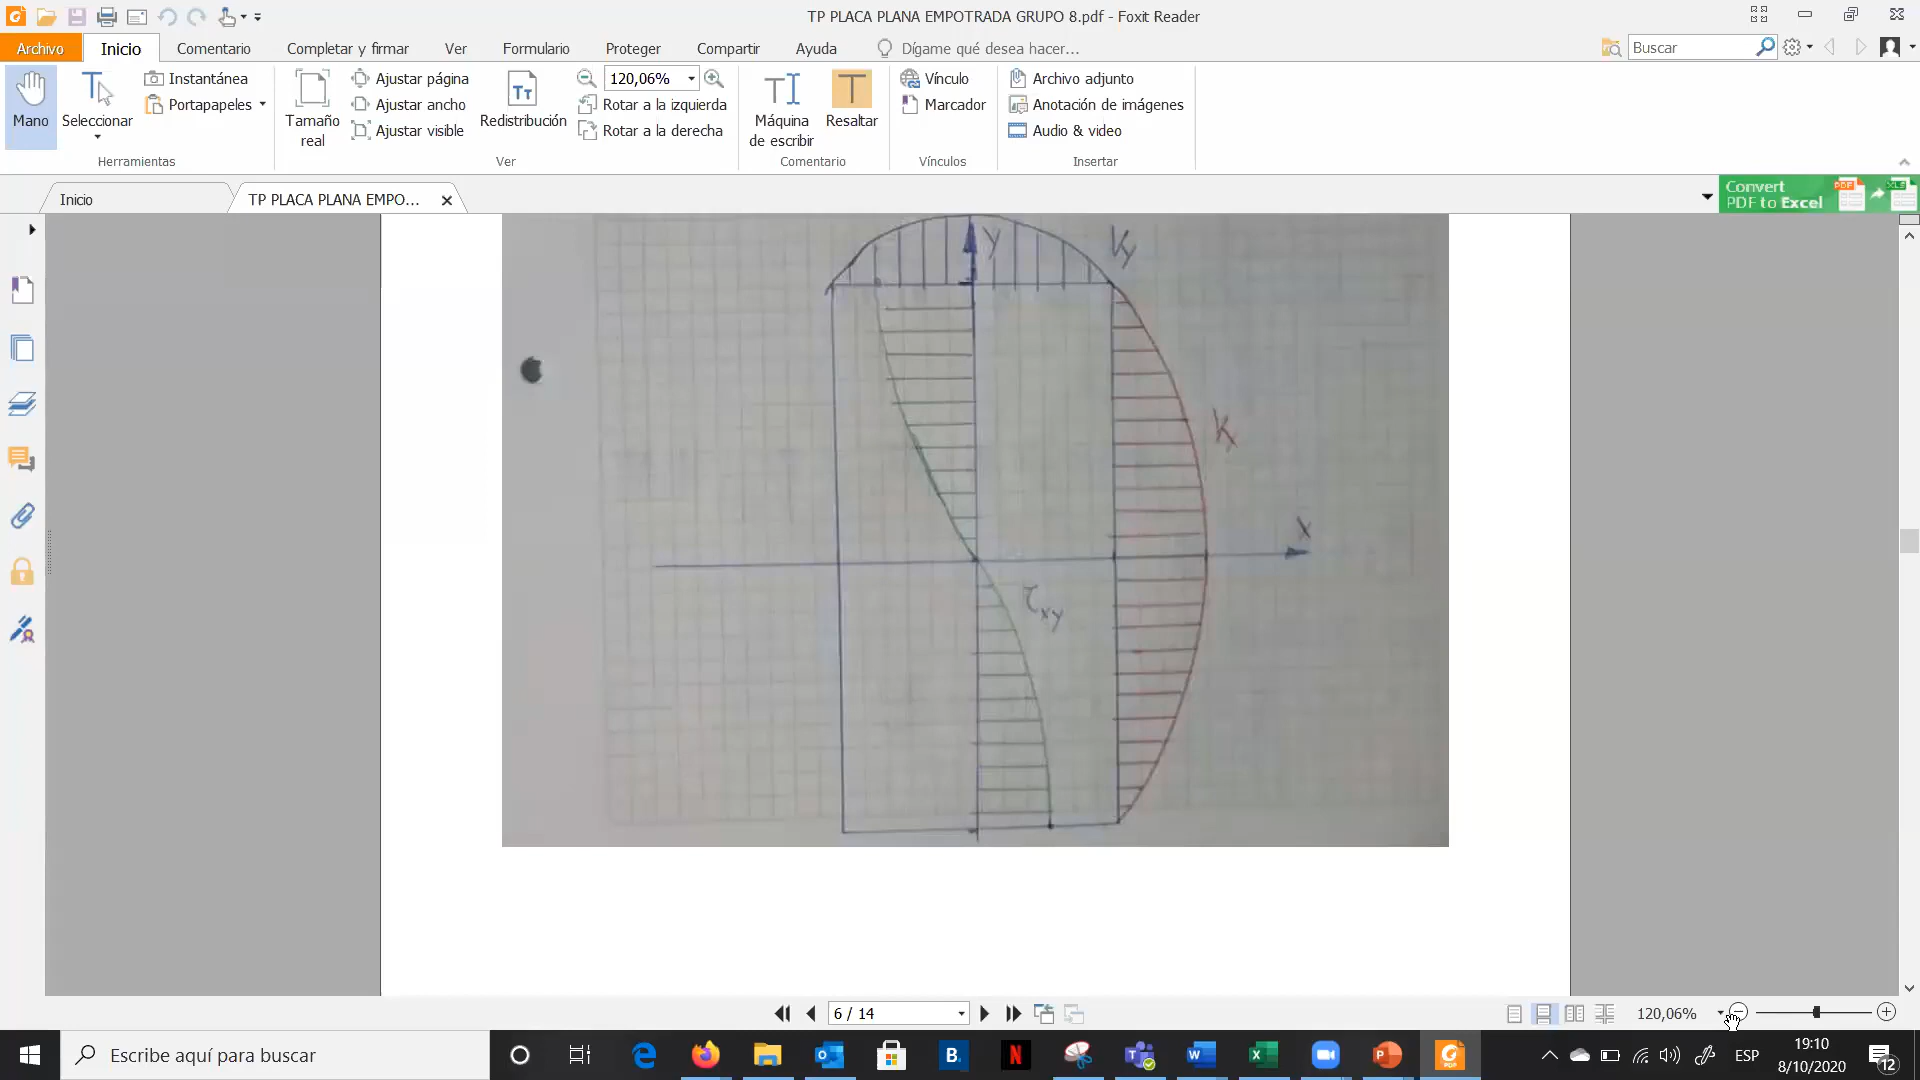 TP PLACA PLANA EMPOTRADA GRUPO 8.pdf - Foxit Reader
Archivo Inicio Comentario Completar y firmar Ver Formulario Proteger Compartir Ayuda Dígame qué desea hacer... Buscar
Mano
Seleccionar
Instantánea
Portapapeles
Herramientas
Tamaño real
Ajustar página
Ajustar ancho
Ajustar visible
Redistribución
120,06%
Rotar a la izquierda
Rotar a la derecha
Ver
Máquina de escribir
Resaltar
Comentario
Vínculo
Marcador
Vínculos
Archivo adjunto
Anotación de imágenes
Audio & video
Insertar
Inicio
TP PLACA PLANA EMPO...
Convert
PDF to Excel
y
Vy
X
τxy
6 / 14
120,06%
Escribe aquí para buscar
ESP
19:10
8/10/2020
12